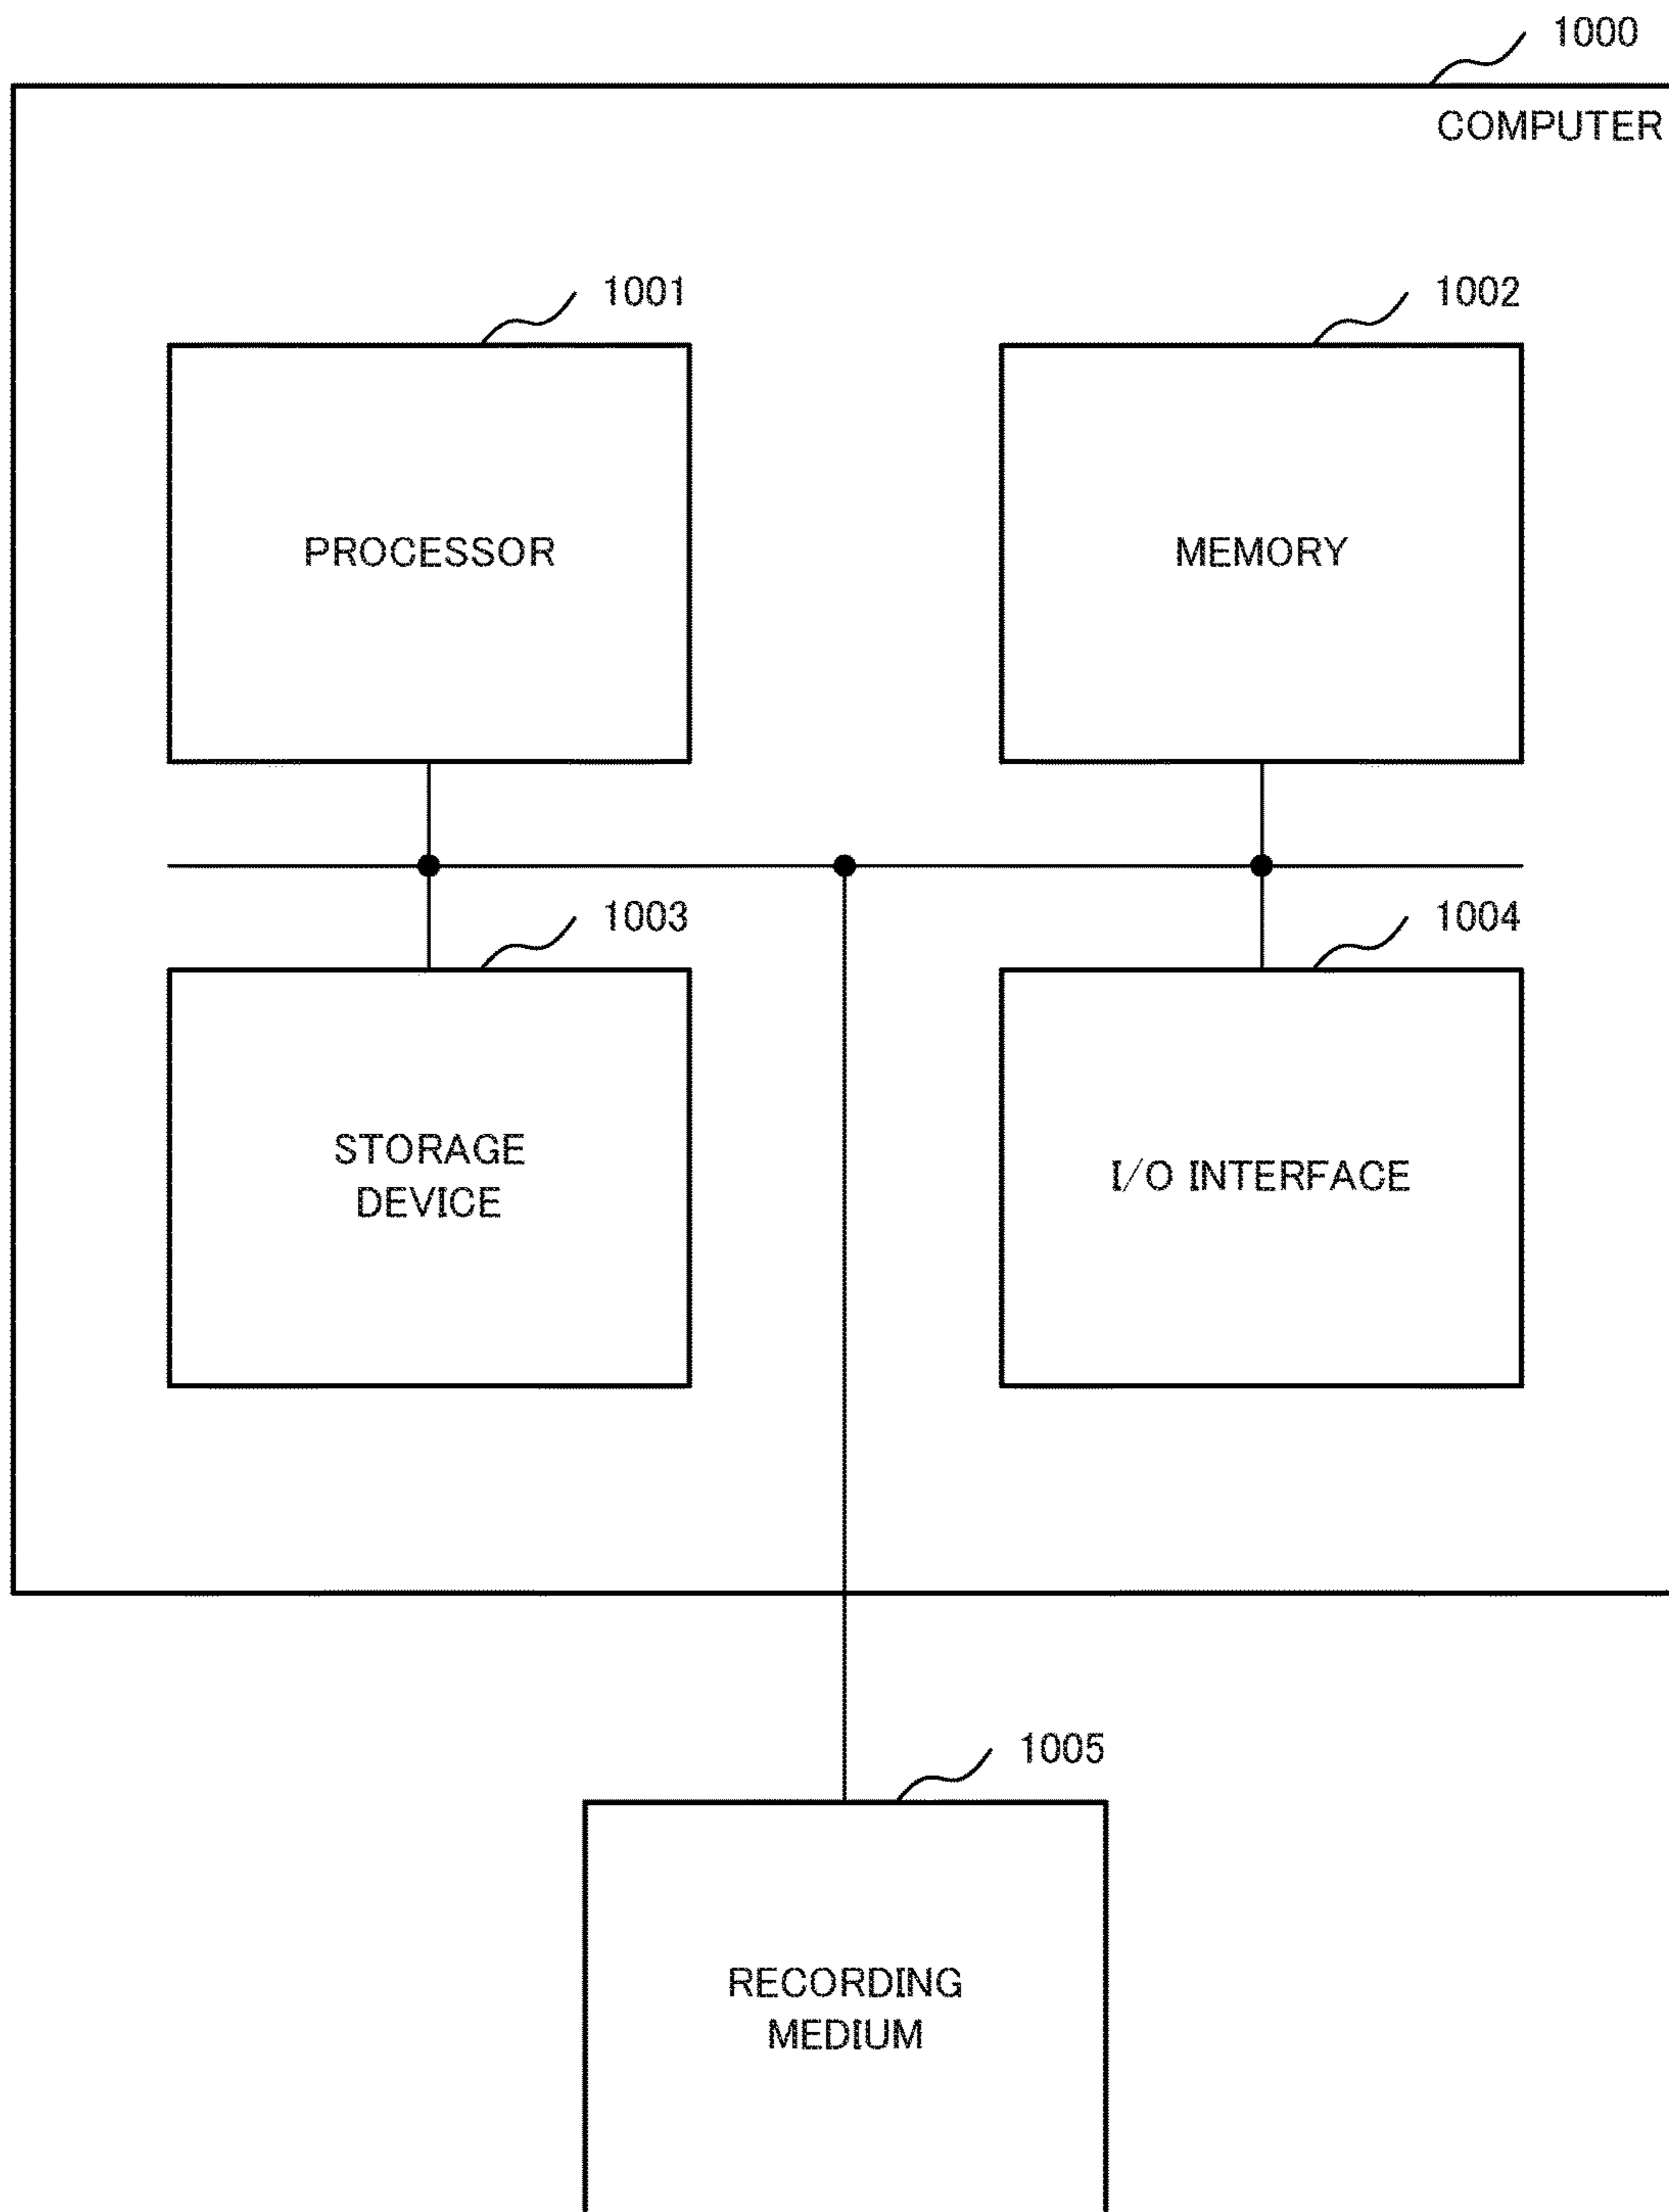 1000
COMPUTER
1001
1002
PROCESSOR
MEMORY
1003
1004
STORAGE
DEVICE
I/O INTERFACE
1005
RECORDING
MEDIUM